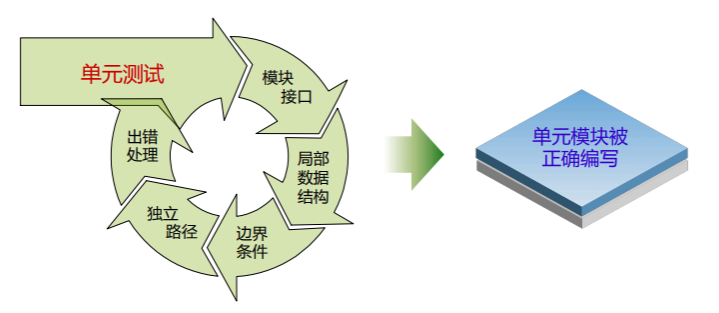 单元测试
模块
接口
局部
数据
结构
边界
条件
独立
路径
出错
处理
单元模块被
正确编写